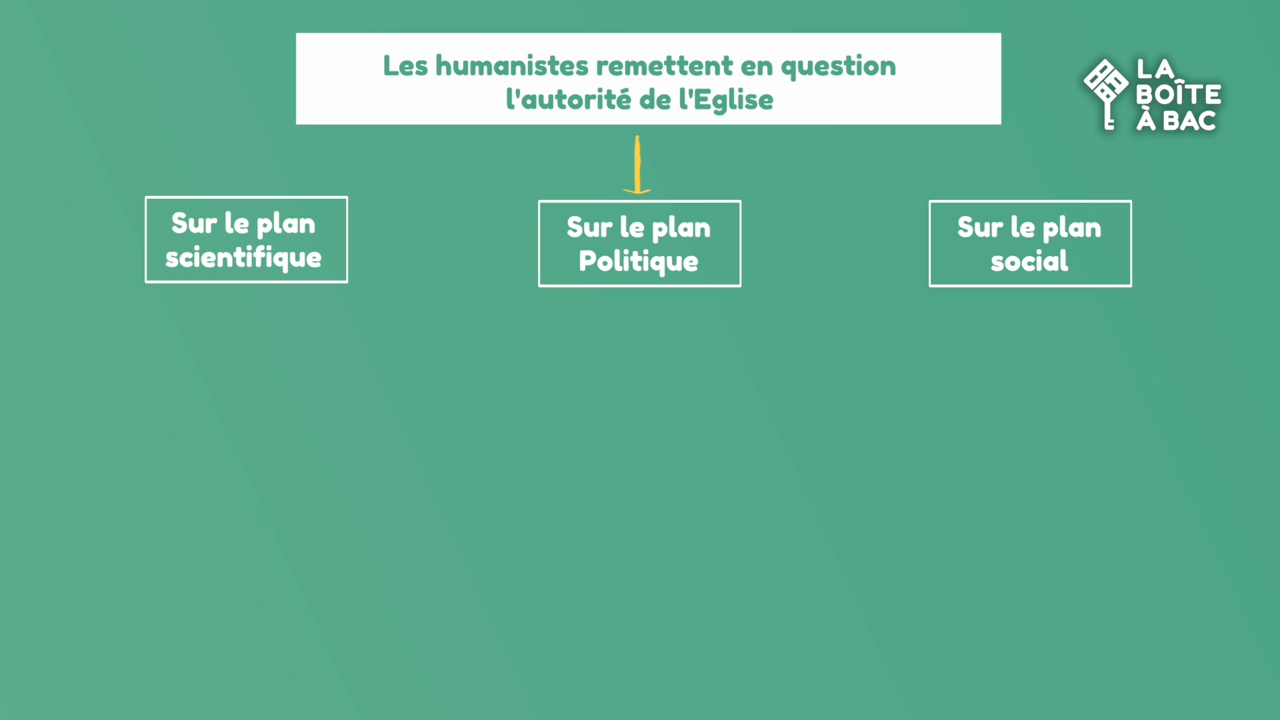 Les humanistes remettent en question
l'autorité de l'Eglise
LA
BOÎTE
À BAC
Sur le plan
scientifique
Sur le plan
Politique
Sur le plan
social